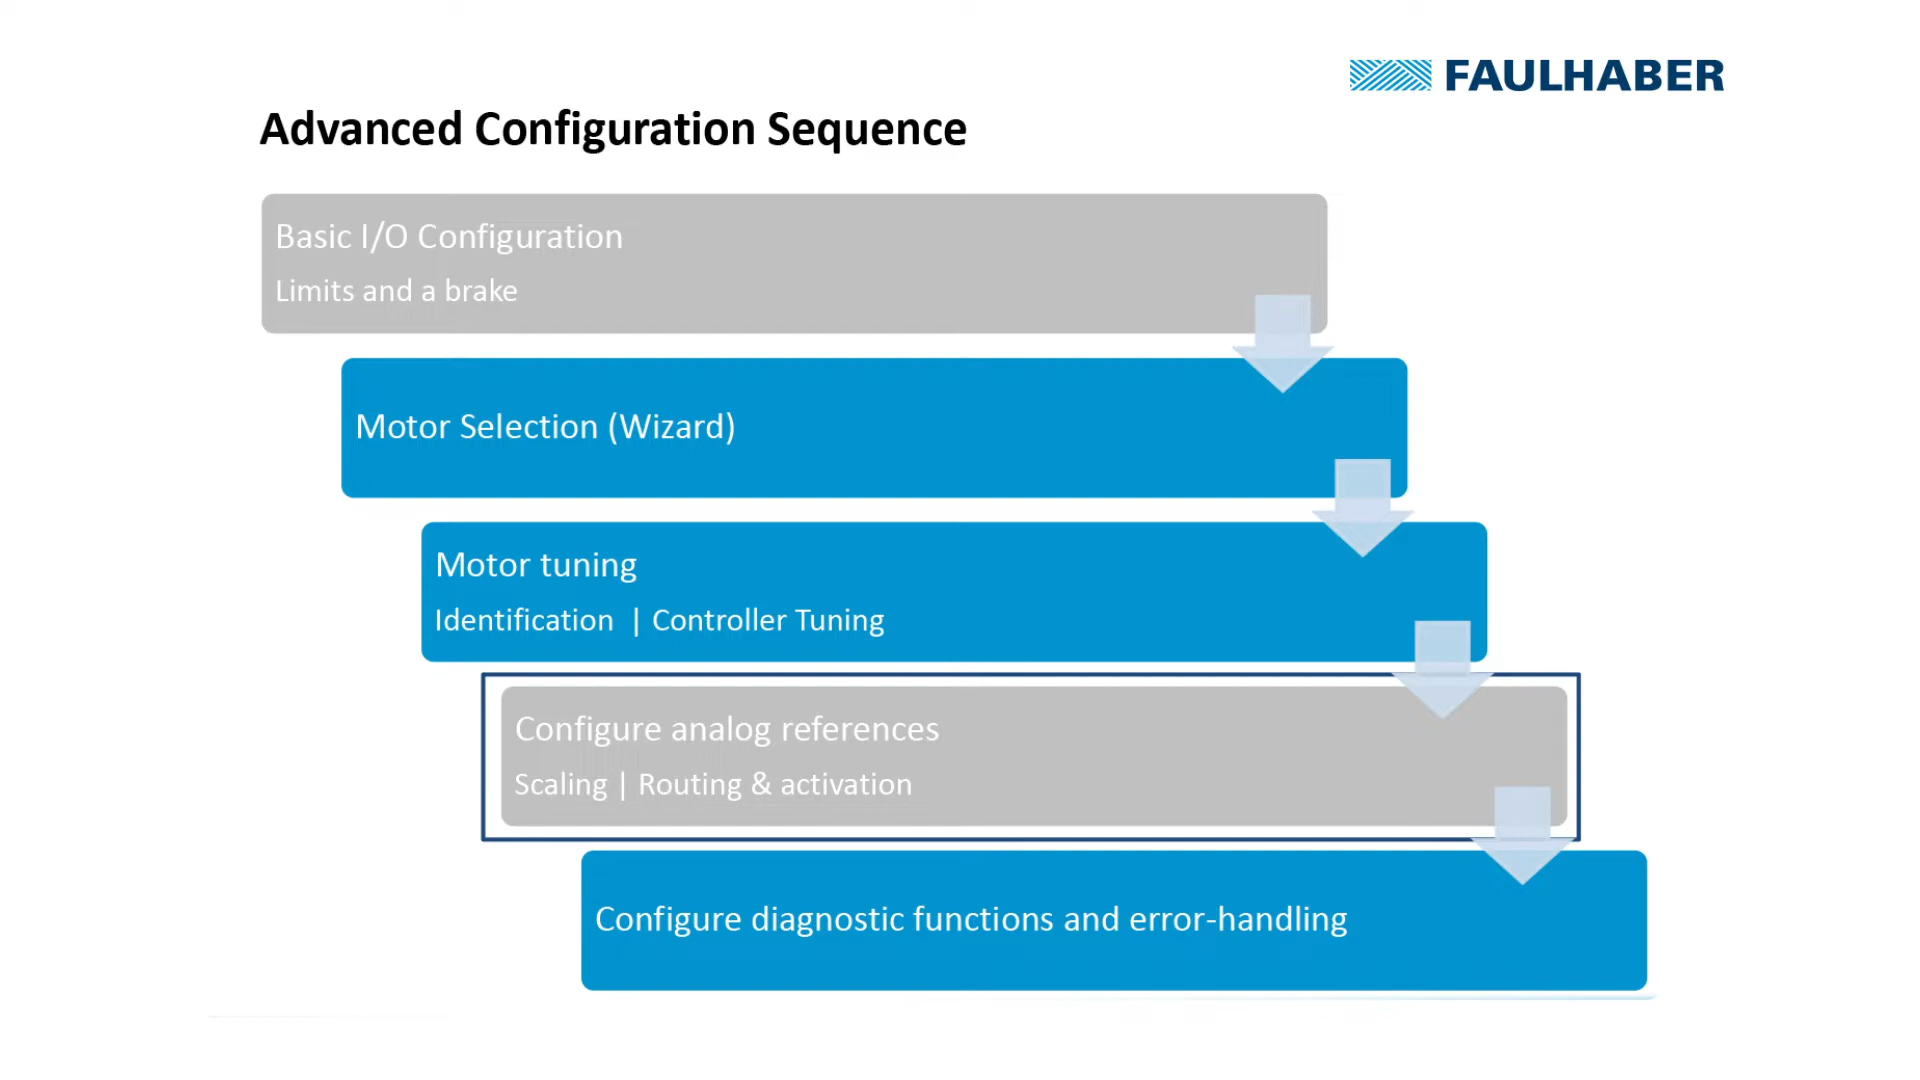 FAULHABER
Advanced Configuration Sequence
Basic I/O Configuration
Limits and a brake
Motor Selection (Wizard)
Motor tuning
Identification | Controller Tuning
Configure analog references
Scaling | Routing & activation
Configure diagnostic functions and error-handling